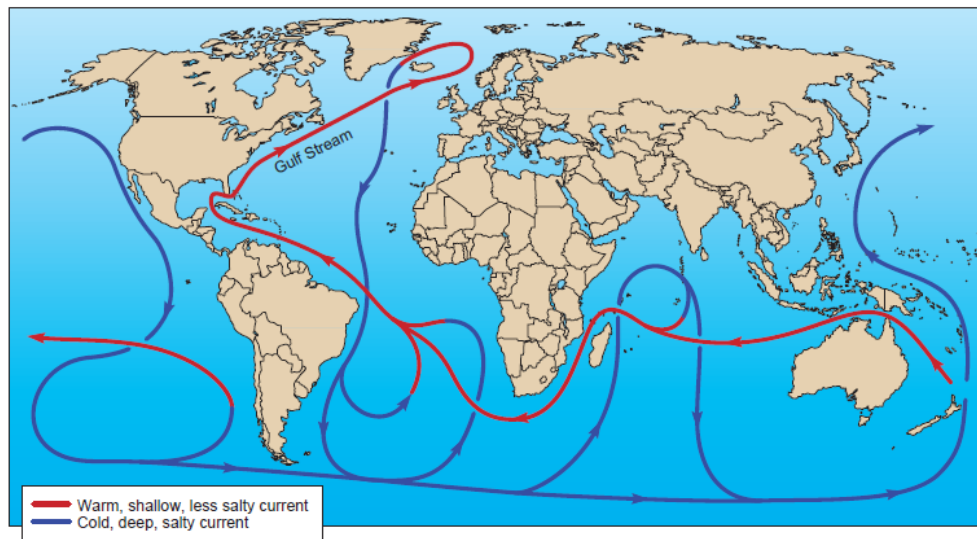 Gulf Stream
Warm, shallow, less salty current
Cold, deep, salty current